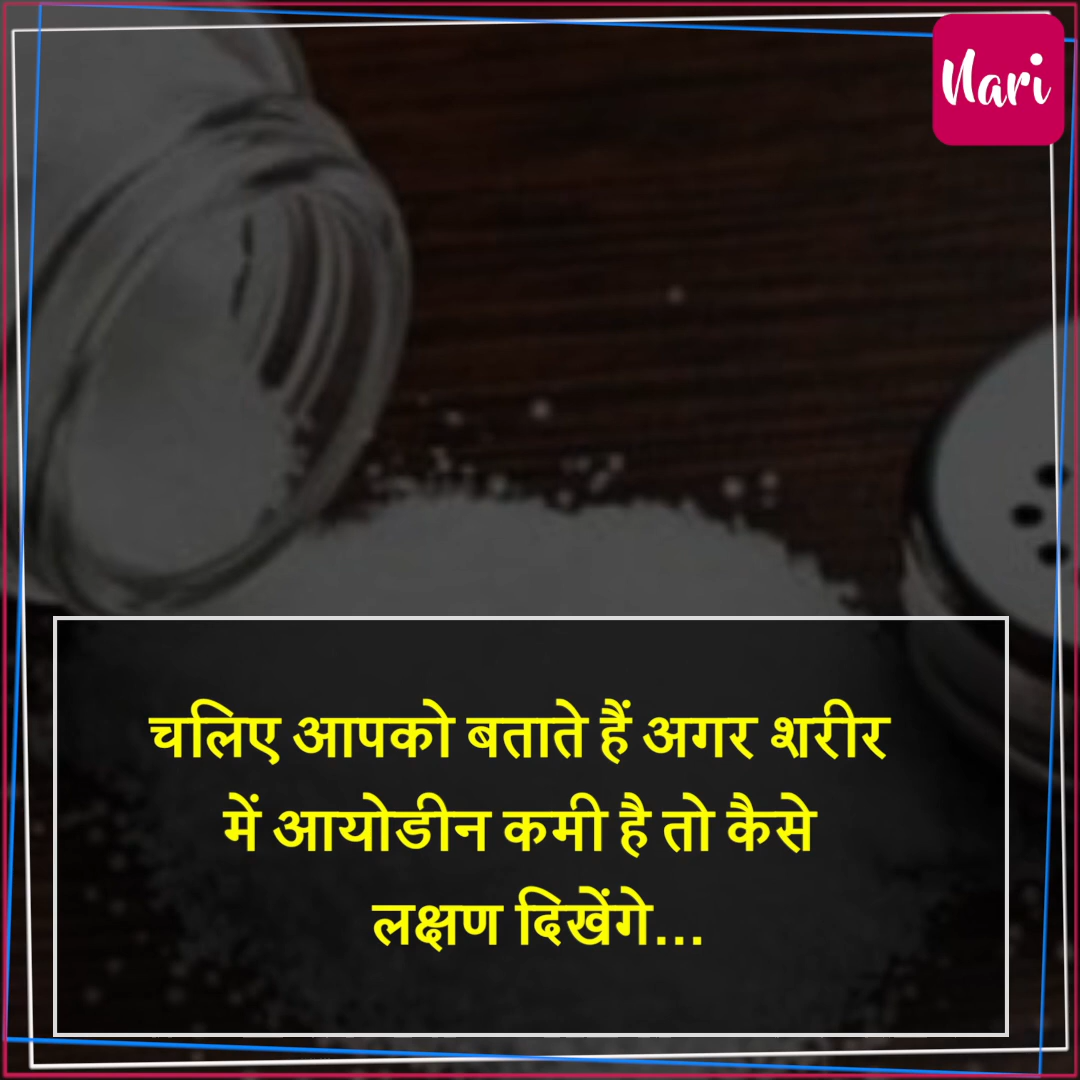 Nari
चलिए आपको बताते हैं अगर शरीर
में आयोडीन कमी है तो कैसे
लक्षण दिखेंगे...